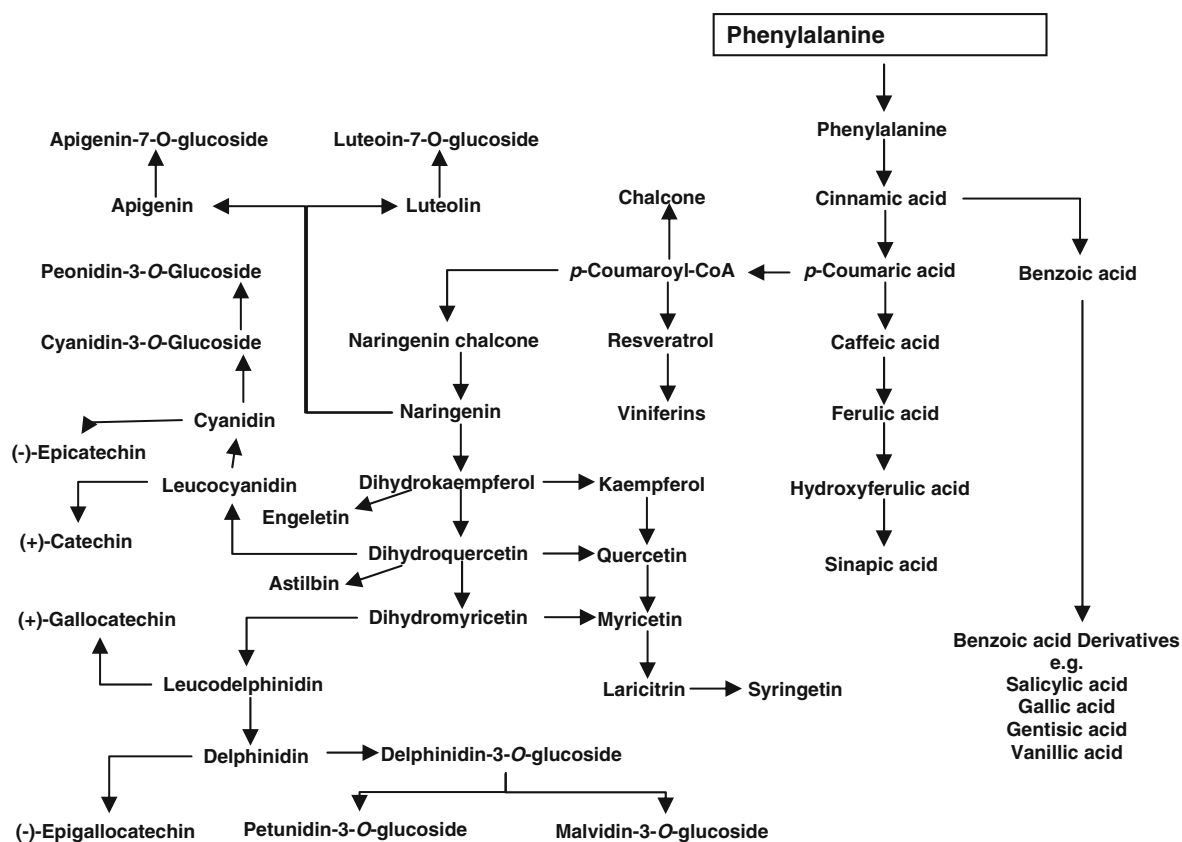 Phenylalanine
Phenylalanine
Apigenin-7-O-glucoside
Luteoin-7-O-glucoside
Chalcone
Cinnamic acid
Apigenin
Luteolin
Peonidin-3-O-Glucoside
p-Coumaroyl-CoA
p-Coumaric acid
Benzoic acid
Cyanidin-3-O-Glucoside
Naringenin chalcone
Resveratrol
Caffeic acid
Cyanidin
Naringenin
Viniferins
Ferulic acid
(-)-Epicatechin
Leucocyanidin
Dihydrokaempferol
Kaempferol
Hydroxyferulic acid
Engeletin
(+)-Catechin
Dihydroquercetin
Quercetin
Sinapic acid
Astilbin
(+)-Gallocatechin
Dihydromyricetin
Myricetin
Benzoic acid Derivatives
e.g.
Salicylic acid
Gallic acid
Gentisic acid
Vanillic acid
Leucodelphinidin
Laricitrin
Syringetin
Delphinidin
Delphinidin-3-O-glucoside
(-)-Epigallocatechin
Petunidin-3-O-glucoside
Malvidin-3-O-glucoside